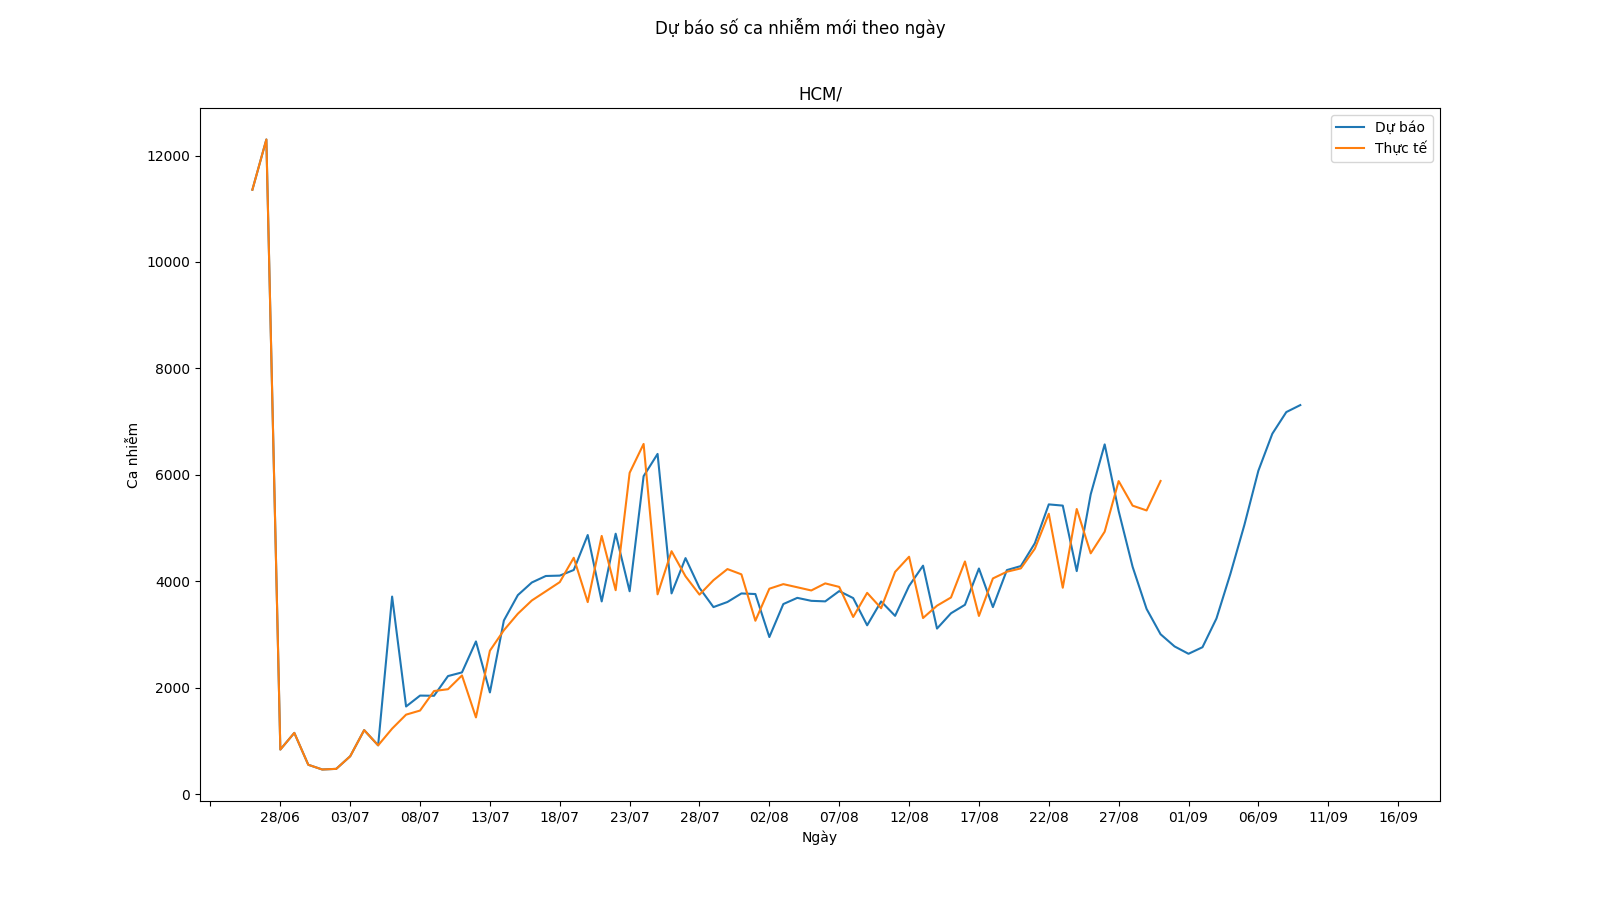 Dự báo số ca nhiễm mới theo ngày
HCM/
Dự báo
Thực tế
12000
10000
8000
6000
4000
2000
0
Ca nhiễm
28/06 03/07 08/07 13/07 18/07 23/07 28/07 02/08 07/08 12/08 17/08 22/08 27/08 01/09 06/09 11/09 16/09
Ngày